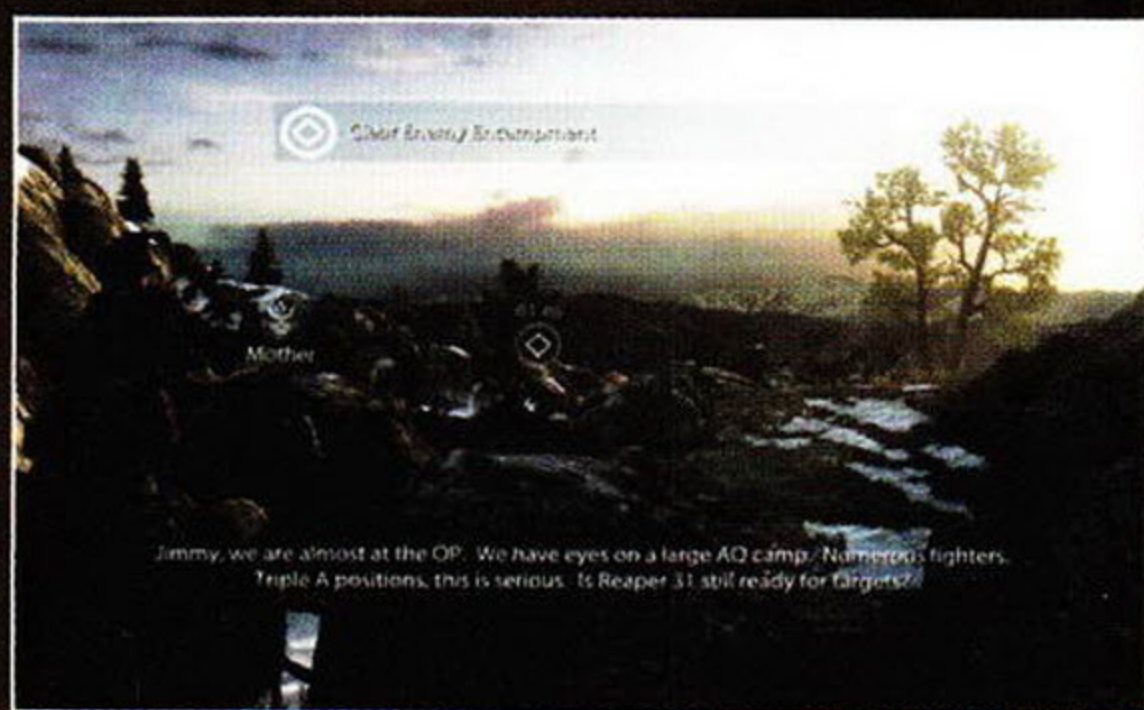 Clear Enemy Encampment
Mother
Jimmy, we are almost at the OP. We have eyes on a large AQ camp. Numerous fighters.
Triple A positions, this is serious. Is Reaper 31 still ready for targets?